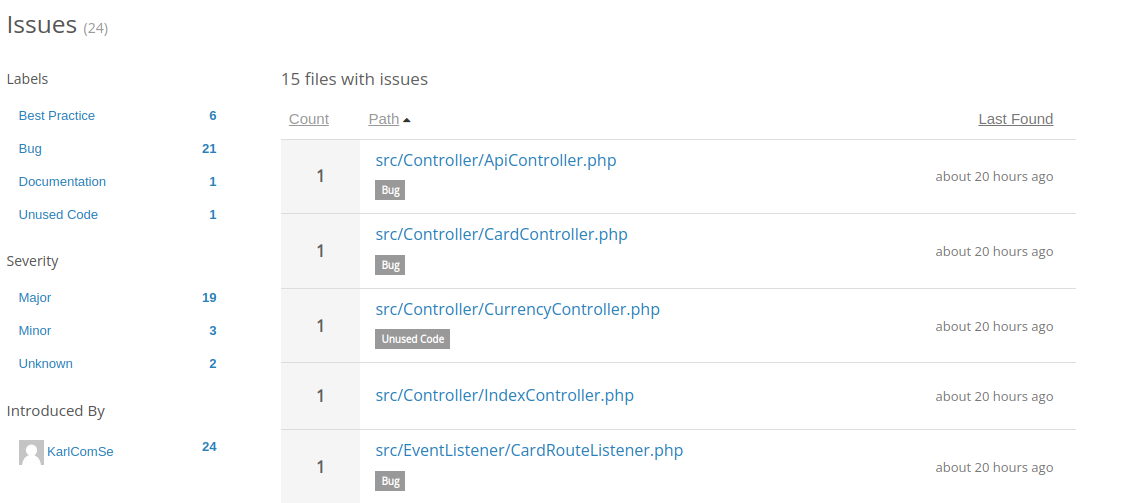 Issues (24)
Labels
Best Practice 6
Bug 21
Documentation 1
Unused Code 1
Severity
Major 19
Minor 3
Unknown 2
Introduced By
KarlComSe 24
15 files with issues
Count Path Last Found
1 src/Controller/ApiController.php about 20 hours ago
Bug
1 src/Controller/CardController.php about 20 hours ago
Bug
1 src/Controller/CurrencyController.php about 20 hours ago
Unused Code
1 src/Controller/IndexController.php about 20 hours ago
1 src/EventListener/CardRouteListener.php about 20 hours ago
Bug